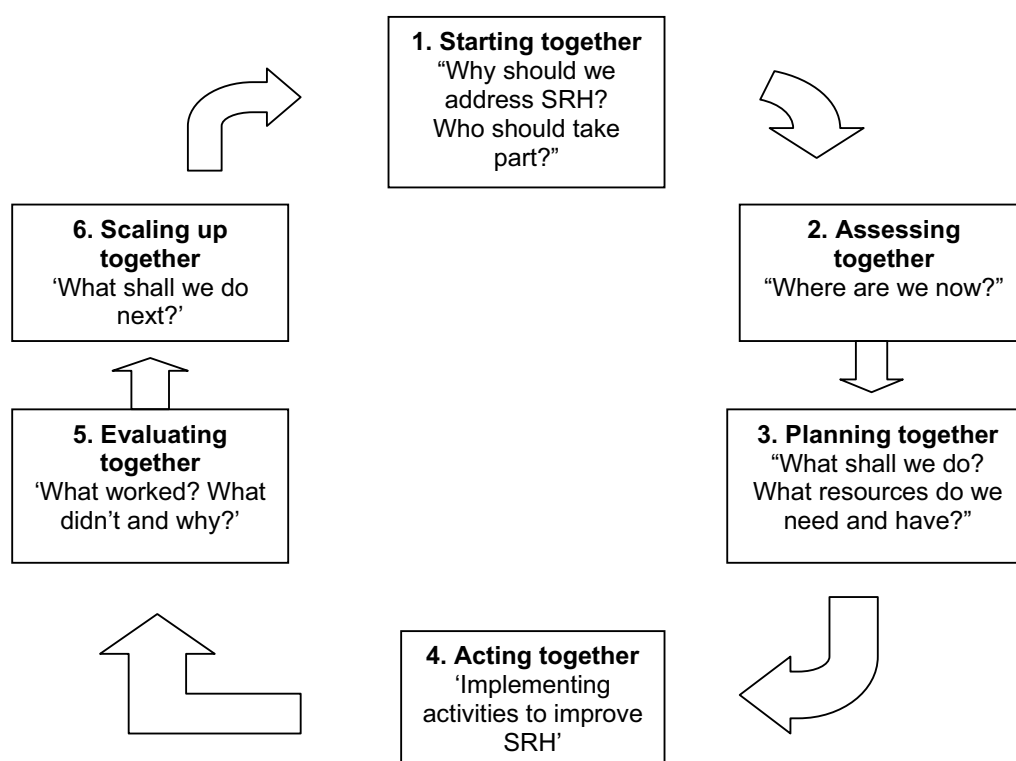 1. Starting together
“Why should we
address SRH?
Who should take
part?”
2. Assessing
together
“Where are we now?”
3. Planning together
“What shall we do?
What resources do we
need and have?”
4. Acting together
‘Implementing
activities to improve
SRH’
5. Evaluating
together
‘What worked? What
didn’t and why?’
6. Scaling up
together
‘What shall we do
next?’